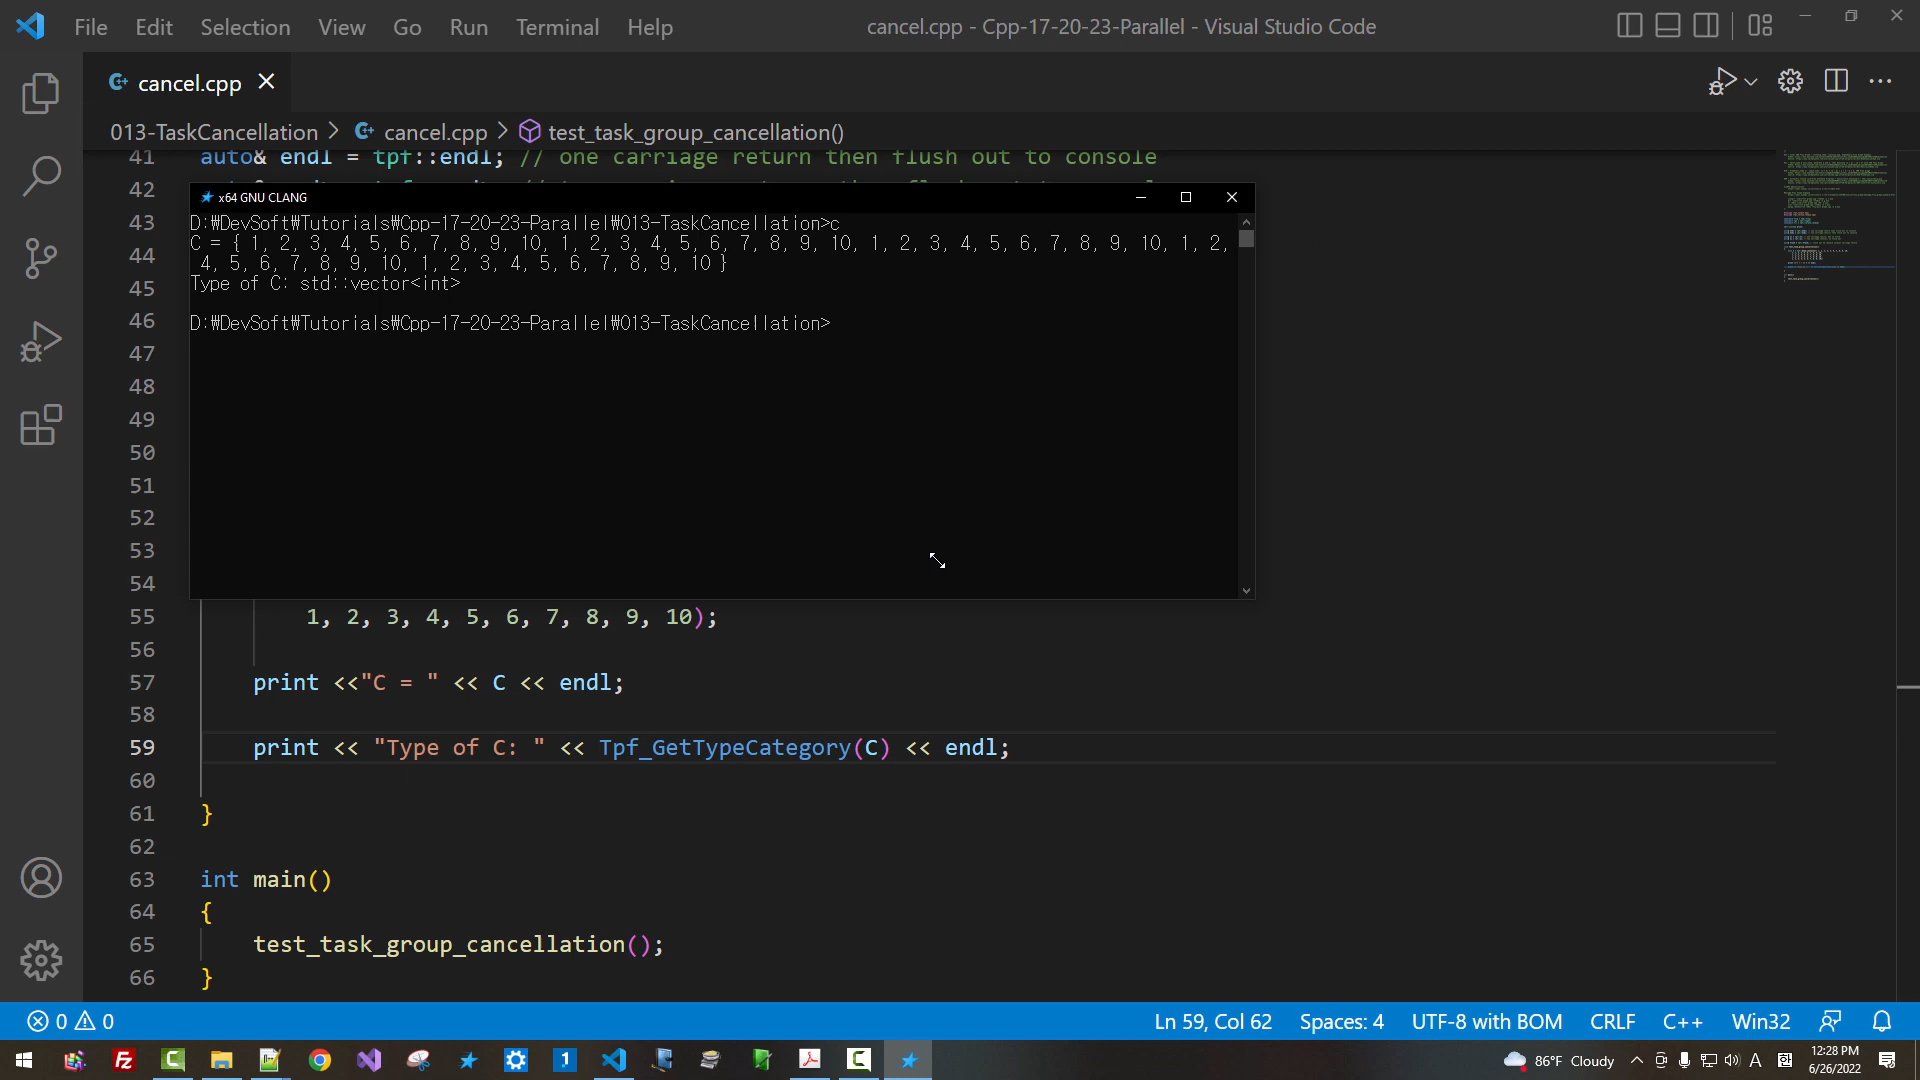 File Edit Selection View Go Run Terminal Help
cancel.cpp - Cpp-17-20-23-Parallel - Visual Studio Code
cancel.cpp
013-TaskCancellation > cancel.cpp > test_task_group_cancellation()
41 auto& endl = tpf::endl; // one carriage return then flush out to console
42
x64 GNU CLANG
43
D:₩DevSoft₩Tutorials₩Cpp-17-20-23-Parallel₩013-TaskCancellation>c
C = { 1, 2, 3, 4, 5, 6, 7, 8, 9, 10, 1, 2, 3, 4, 5, 6, 7, 8, 9, 10, 1, 2, 3, 4, 5, 6, 7, 8, 9, 10, 1, 2,
4, 5, 6, 7, 8, 9, 10, 1, 2, 3, 4, 5, 6, 7, 8, 9, 10 }
Type of C: std::vector<int>
D:₩DevSoft₩Tutorials₩Cpp-17-20-23-Parallel₩013-TaskCancellation>
44
45
46
47
48
49
50
51
52
53
54
55 1, 2, 3, 4, 5, 6, 7, 8, 9, 10);
56
57 print <<"C = " << C << endl;
58
59 print << "Type of C: " << Tpf_GetTypeCategory(C) << endl;
60
61 }
62
63 int main()
64 {
65 test_task_group_cancellation();
66 }
0 0 Ln 59, Col 62 Spaces: 4 UTF-8 with BOM CRLF C++ Win32
86°F Cloudy A 한 12:28 PM
6/26/2022